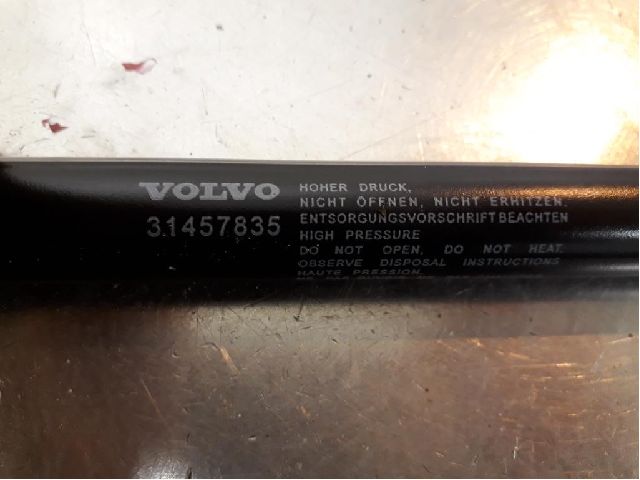 VOLVO
31457835
HOHER DRUCK,
NICHT ÖFFNEN, NICHT ERHITZEN.
ENTSORGUNGSVORSCHRIFT BEACHTEN
HIGH PRESSURE
DO NOT OPEN, DO NOT HEAT.
OBSERVE DISPOSAL INSTRUCTIONS
HAUTE PRESSION.